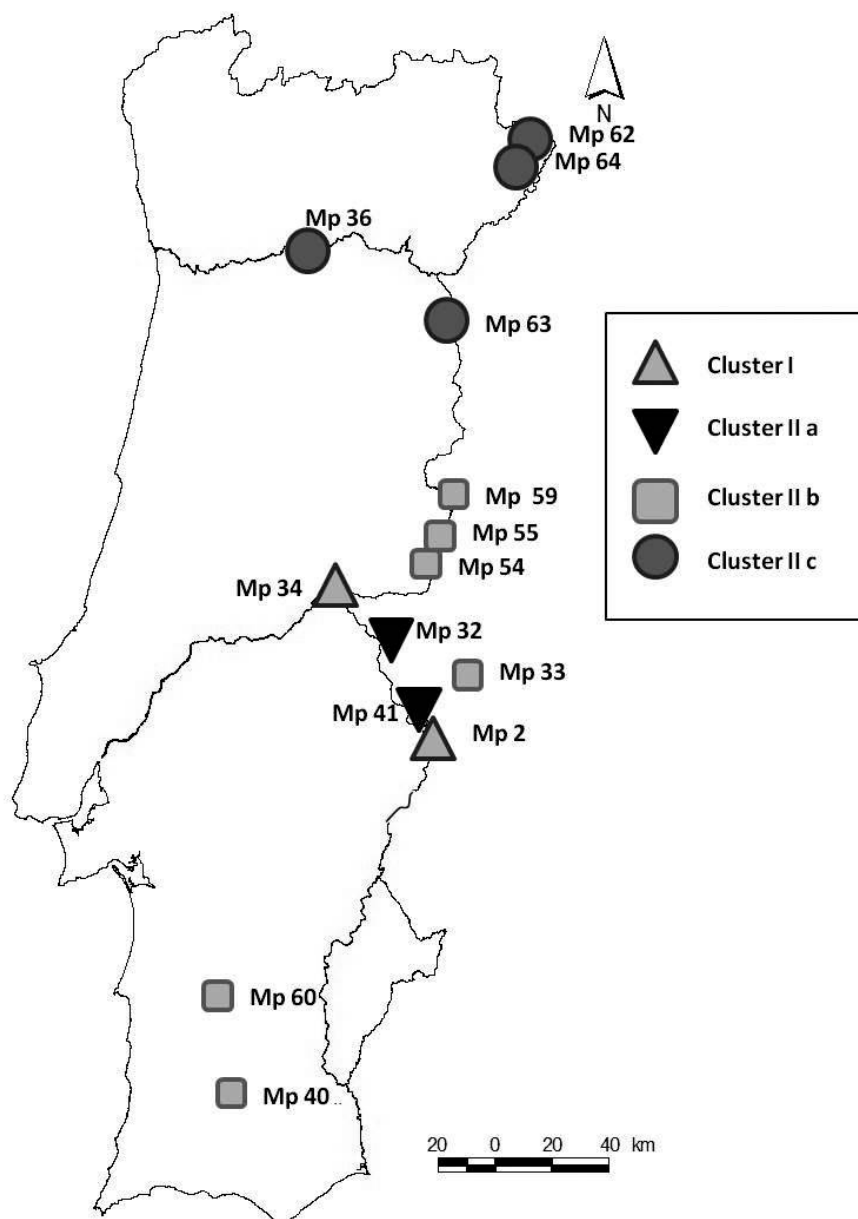 N
Mp 62
Mp 64
Mp 36
Mp 63
Cluster I
Cluster II a
Mp 59
Cluster II b
Mp 55
Mp 54
Cluster II c
Mp 34
Mp 32
Mp 33
Mp 41
Mp 2
Mp 60
Mp 40 ..
20 0 20 40 km